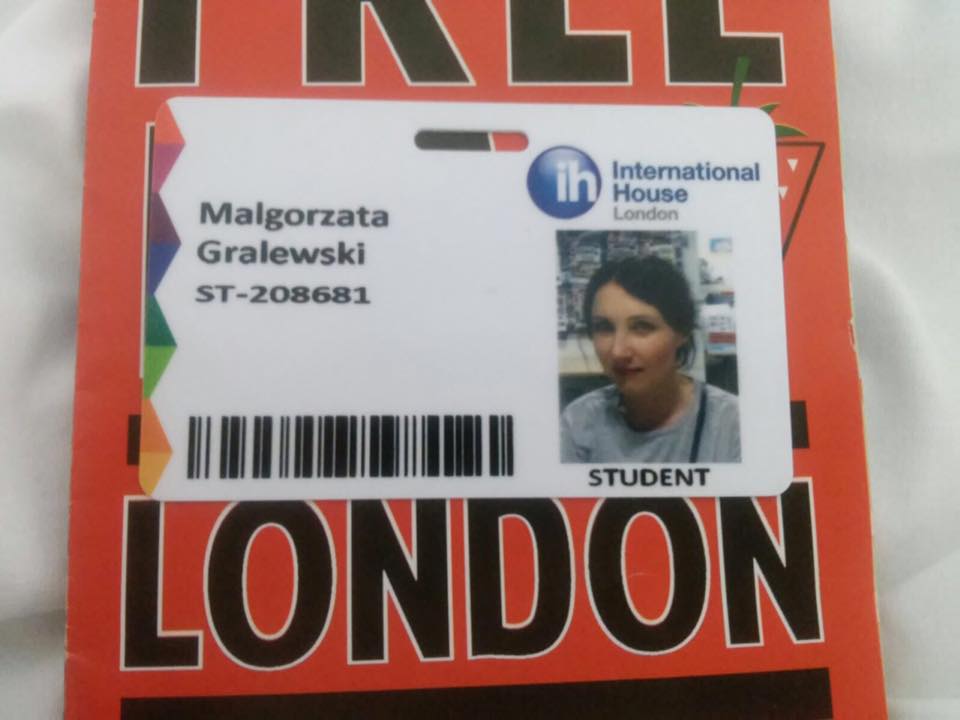 FREE
ih International
House
London
Malgorzata
Gralewski
ST-208681
STUDENT
LONDON